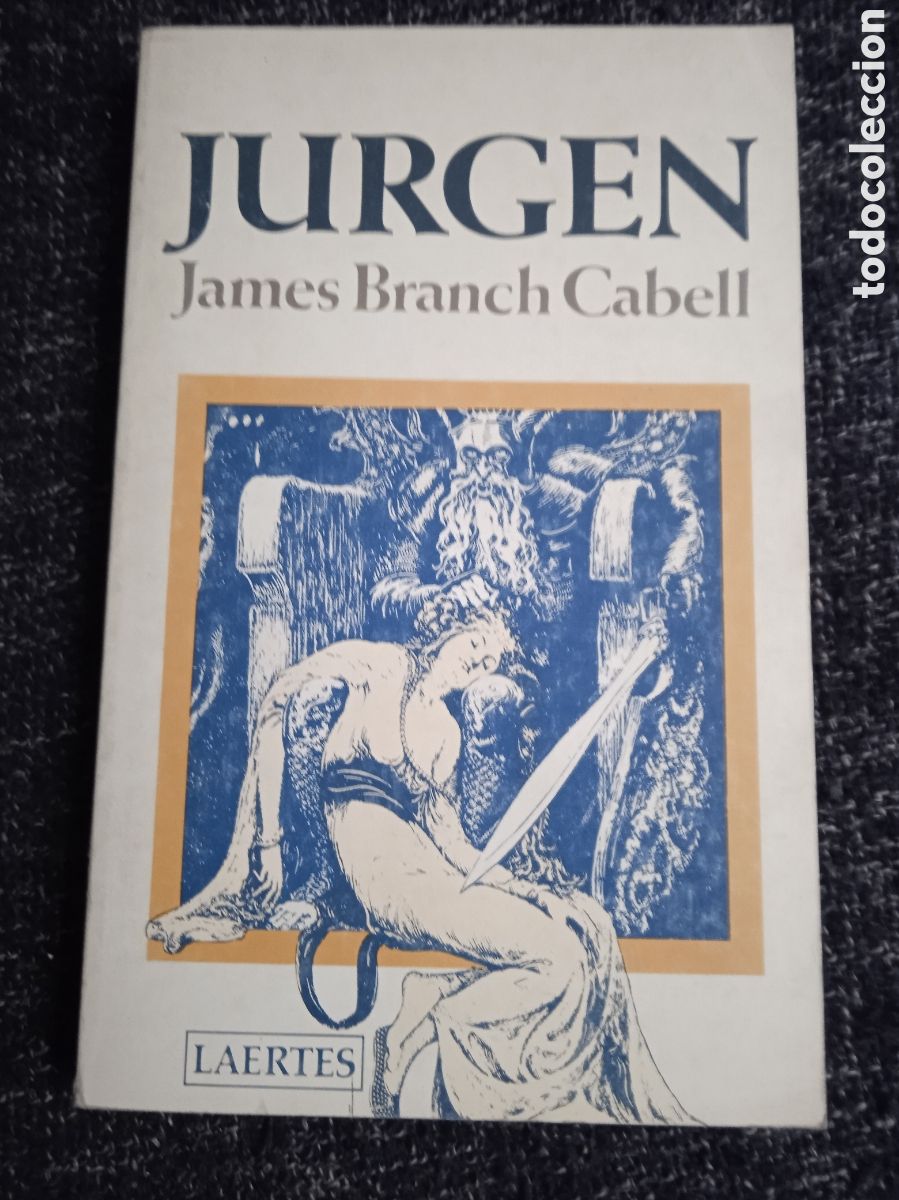 todocoleccion
JURGEN
James Branch Cabell
LAERTES